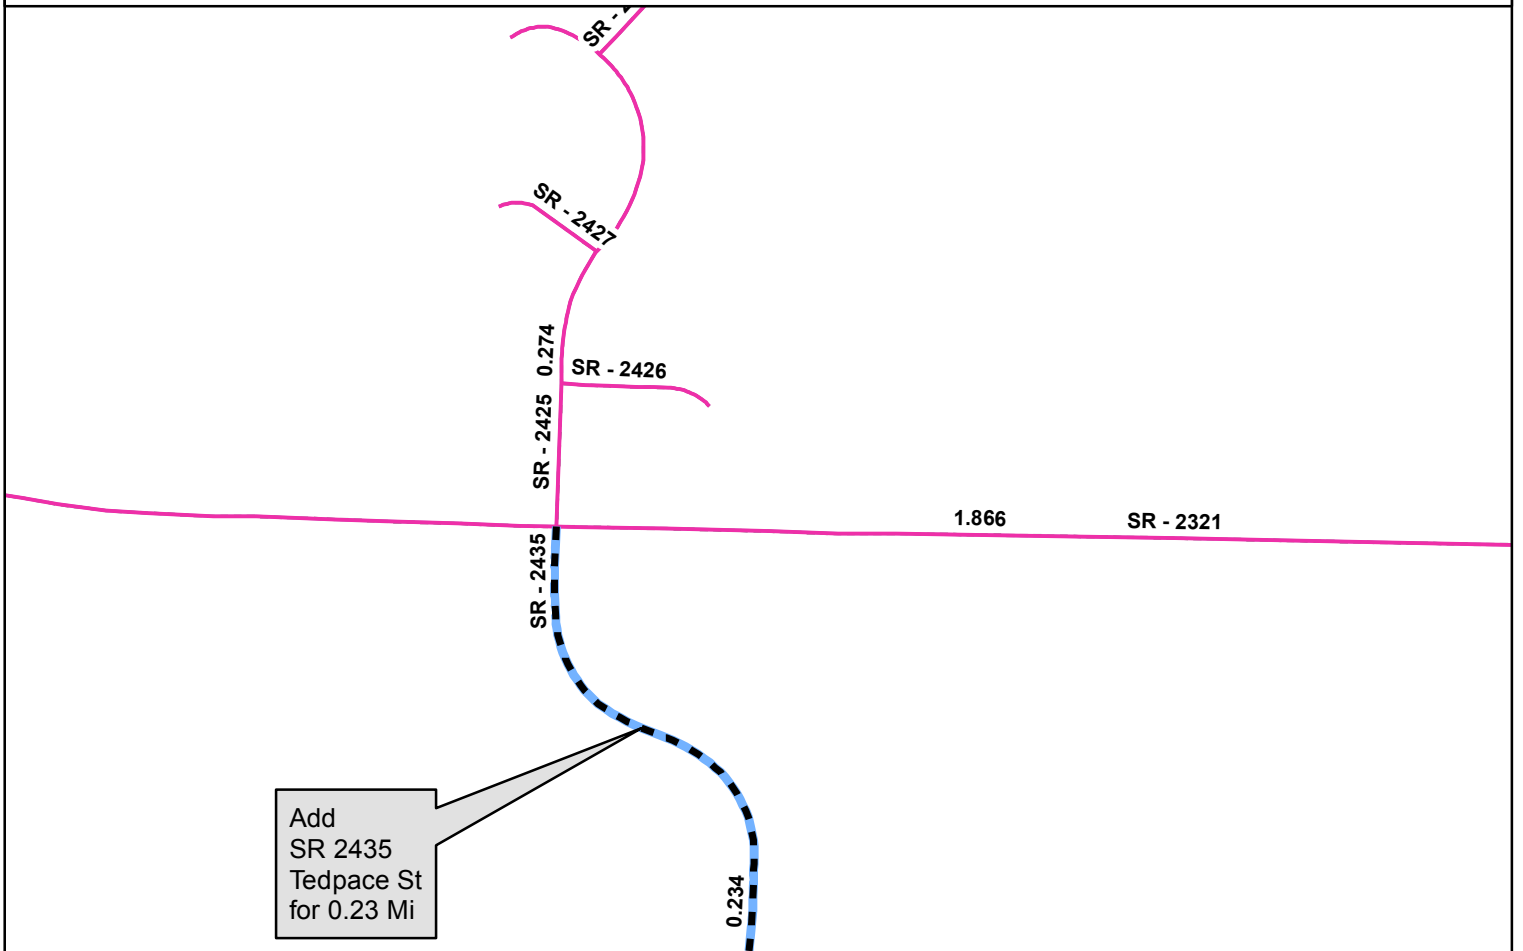 SR -
SR - 2427
0.274
SR - 2426
SR - 2425
1.866
SR - 2321
SR - 2435
Add
SR 2435
Tedpace St
for 0.23 Mi
0.234